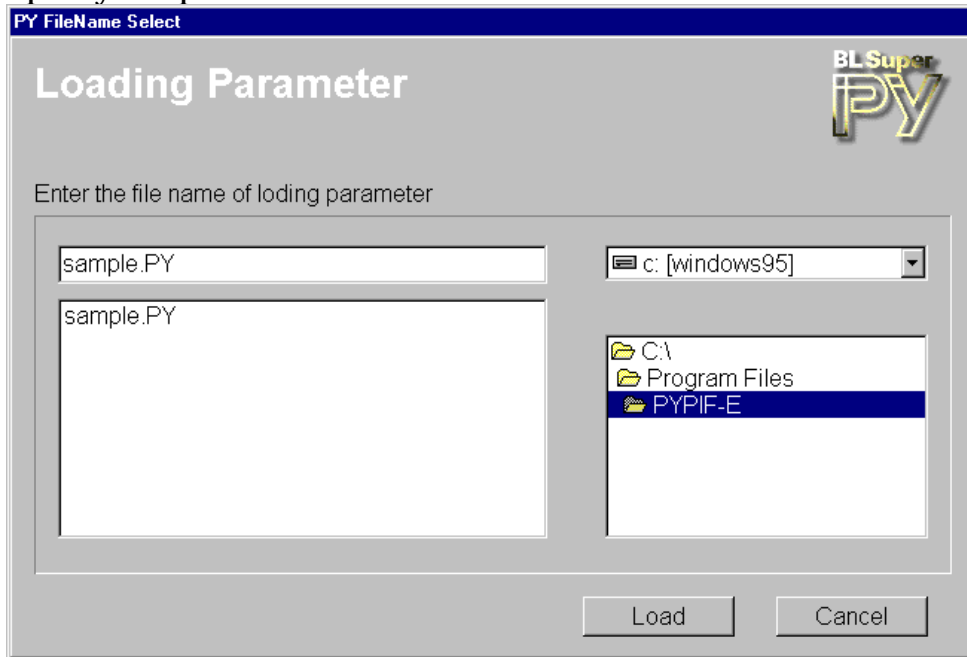 PY FileName Select
Loading Parameter
BL Super
PY
Enter the file name of loding parameter
sample.PY
c: [windows95]
sample.PY
C:\
Program Files
PYPIF-E
Load
Cancel